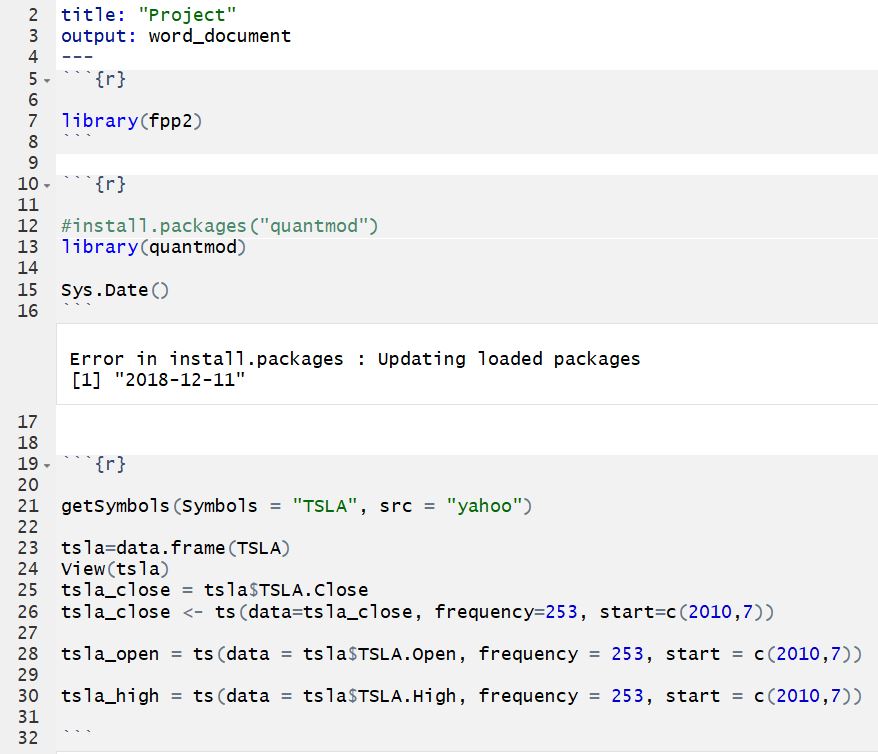 2 title: "Project"
3 output: word_document
4 ---
5 ```{r}
6
7 library(fpp2)
8 ```
9
10 ```{r}
11
12 #install.packages("quantmod")
13 library(quantmod)
14
15 Sys.Date()
16 ```
Error in install.packages : Updating loaded packages
[1] "2018-12-11"
17
18
19 ```{r}
20
21 getSymbols(Symbols = "TSLA", src = "yahoo")
22
23 tsla=data.frame(TSLA)
24 View(tsla)
25 tsla_close = tsla$TSLA.Close
26 tsla_close <- ts(data=tsla_close, frequency=253, start=c(2010,7))
27
28 tsla_open = ts(data = tsla$TSLA.Open, frequency = 253, start = c(2010,7))
29
30 tsla_high = ts(data = tsla$TSLA.High, frequency = 253, start = c(2010,7))
31
32 ```